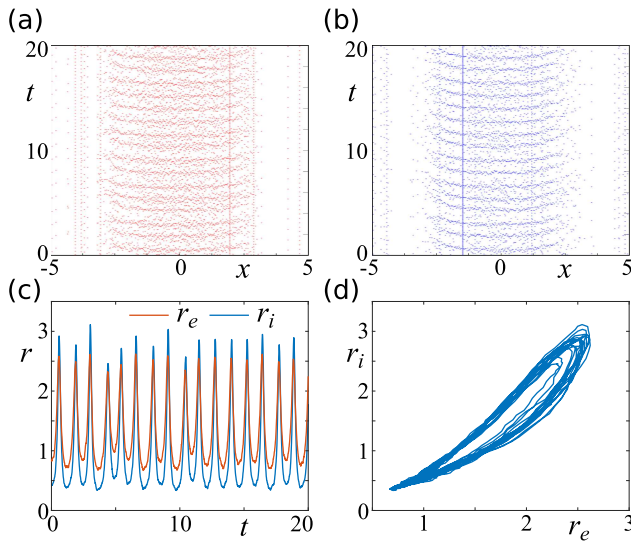 (a) (b)
20 20
t t
10 10
0 0
-5 0 x 5 -5 0 x 5
(c) (d)
r_e r_i
3 3
r r_i
2 2
1 1
0 0
0 10 t 20 1 2 r_e 3